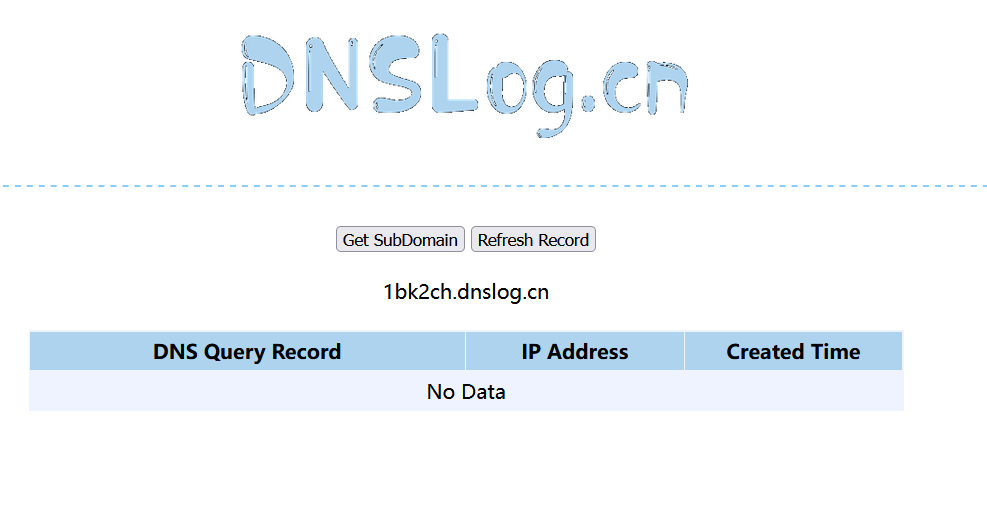 DNSLog.cn
Get SubDomain Refresh Record
1bk2ch.dnslog.cn
DNS Query Record IP Address Created Time
No Data